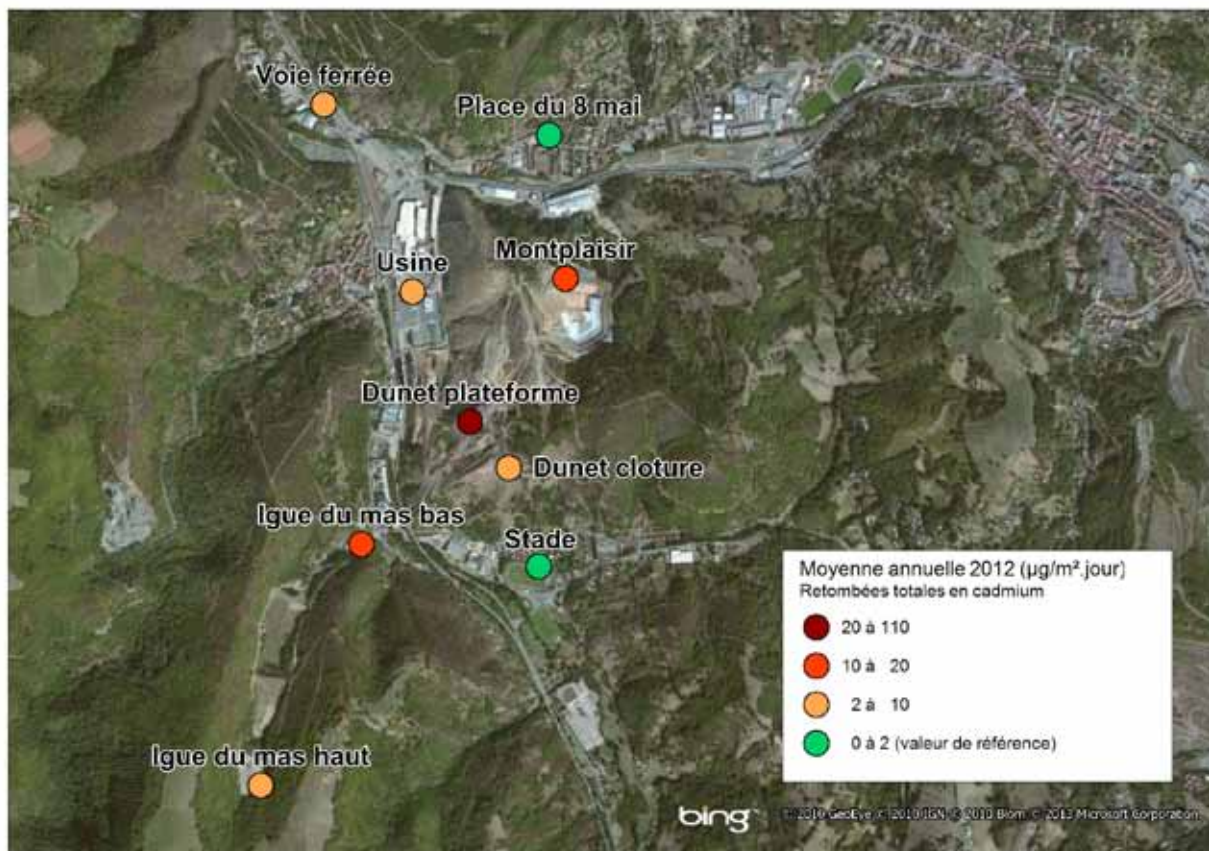 Voie ferrée
Place du 8 mai
Usine
Montplaisir
Dunet plateforme
Dunet cloture
Igue du mas bas
Stade
Igue du mas haut
Moyenne annuelle 2012 (µg/m².jour)
Retombées totales en cadmium
20 à 110
10 à 20
2 à 10
0 à 2 (valeur de référence)
bing™
© 2010 GeoEye © 2010 IGN © 2010 Blom © 2013 Microsoft Corporation